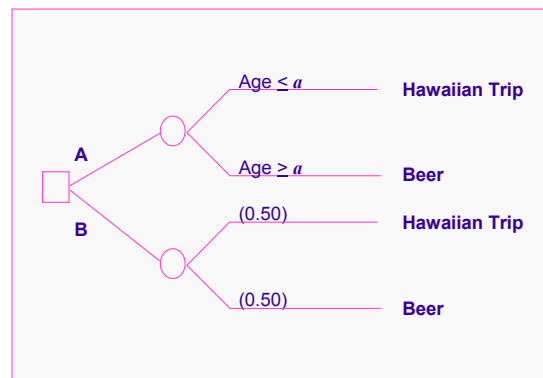 Age ≤ a Hawaiian Trip
A
Age ≥ a Beer
(0.50) Hawaiian Trip
B
(0.50) Beer